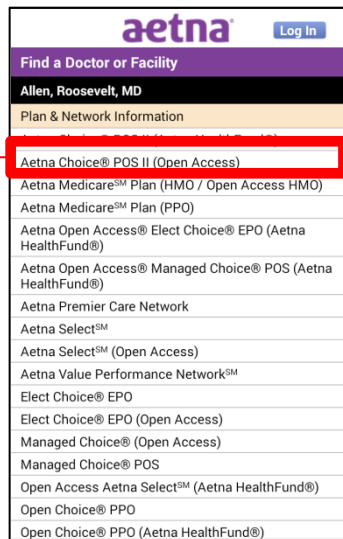 aetna
Log In
Find a Doctor or Facility
Allen, Roosevelt, MD
Plan & Network Information
Aetna Choice® POS II (Open Access)
Aetna Medicare℠ Plan (HMO / Open Access HMO)
Aetna Medicare℠ Plan (PPO)
Aetna Open Access® Elect Choice® EPO (Aetna
HealthFund®)
Aetna Open Access® Managed Choice® POS (Aetna
HealthFund®)
Aetna Premier Care Network
Aetna Select℠
Aetna Select℠ (Open Access)
Aetna Value Performance Network℠
Elect Choice® EPO
Elect Choice® EPO (Open Access)
Managed Choice® (Open Access)
Managed Choice® POS
Open Access Aetna Select℠ (Aetna HealthFund®)
Open Choice® PPO
Open Choice® PPO (Aetna HealthFund®)